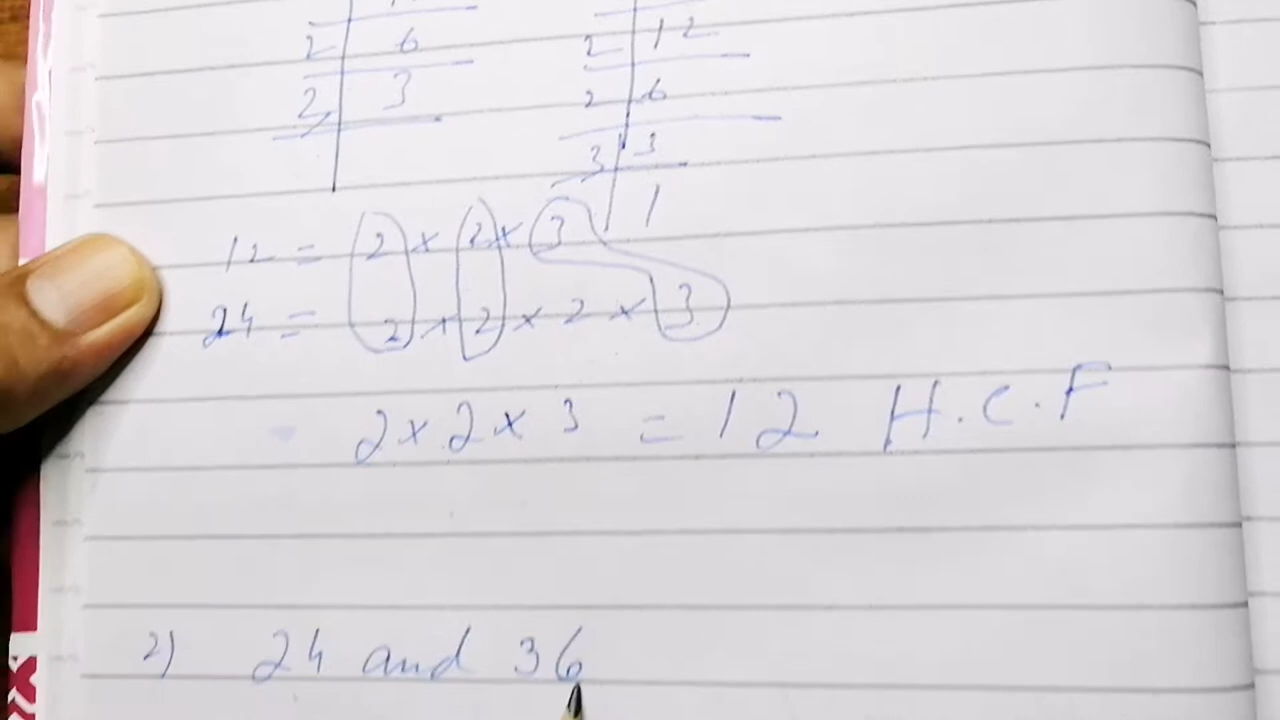 2 6 2 12
2 3 2 6
3 3
1
12 = 2 × 2 × 3
24 = 2 × 2 × 2 × 3
2 × 2 × 3 = 12 H.C.F
2) 24 and 36